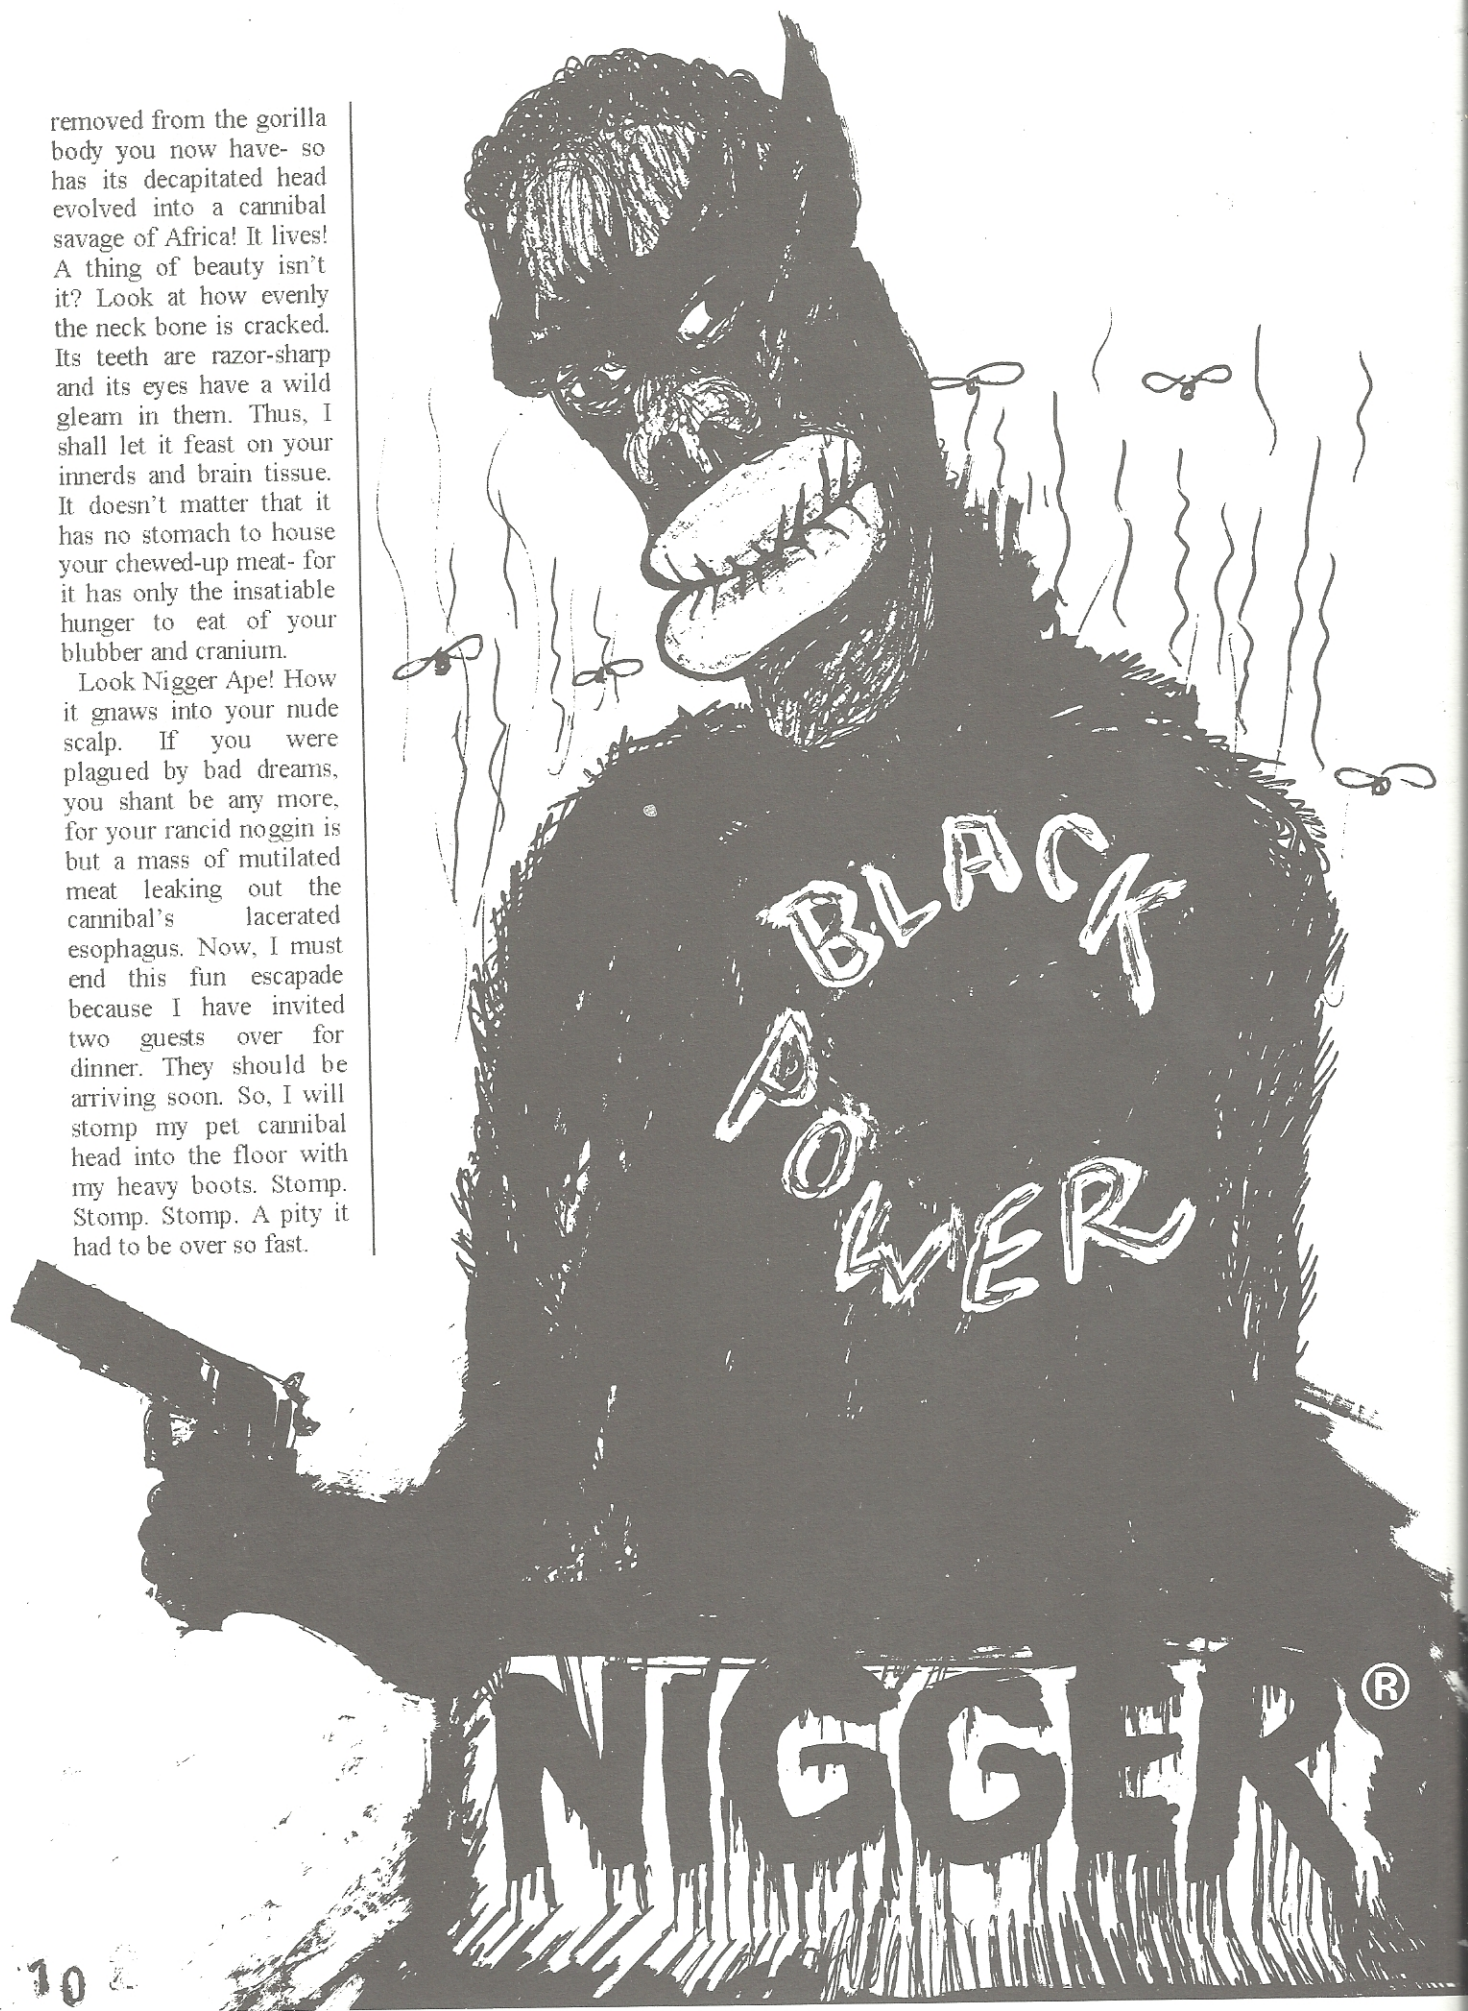 removed from the gorilla
body you now have- so
has its decapitated head
evolved into a cannibal
savage of Africa! It lives!
A thing of beauty isn't
it? Look at how evenly
the neck bone is cracked.
Its teeth are razor-sharp
and its eyes have a wild
gleam in them. Thus, I
shall let it feast on your
innerds and brain tissue.
It doesn't matter that it
has no stomach to house
your chewed-up meat- for
it has only the insatiable
hunger to eat of your
blubber and cranium.
Look Nigger Ape! How
it gnaws into your nude
scalp. If you were
plagued by bad dreams,
you shant be any more,
for your rancid noggin is
but a mass of mutilated
meat leaking out the
cannibal's lacerated
esophagus. Now, I must
end this fun escapade
because I have invited
two guests over for
dinner. They should be
arriving soon. So, I will
stomp my pet cannibal
head into the floor with
my heavy boots. Stomp.
Stomp. Stomp. A pity it
had to be over so fast.
BLACK
POWER
NIGGER®
10